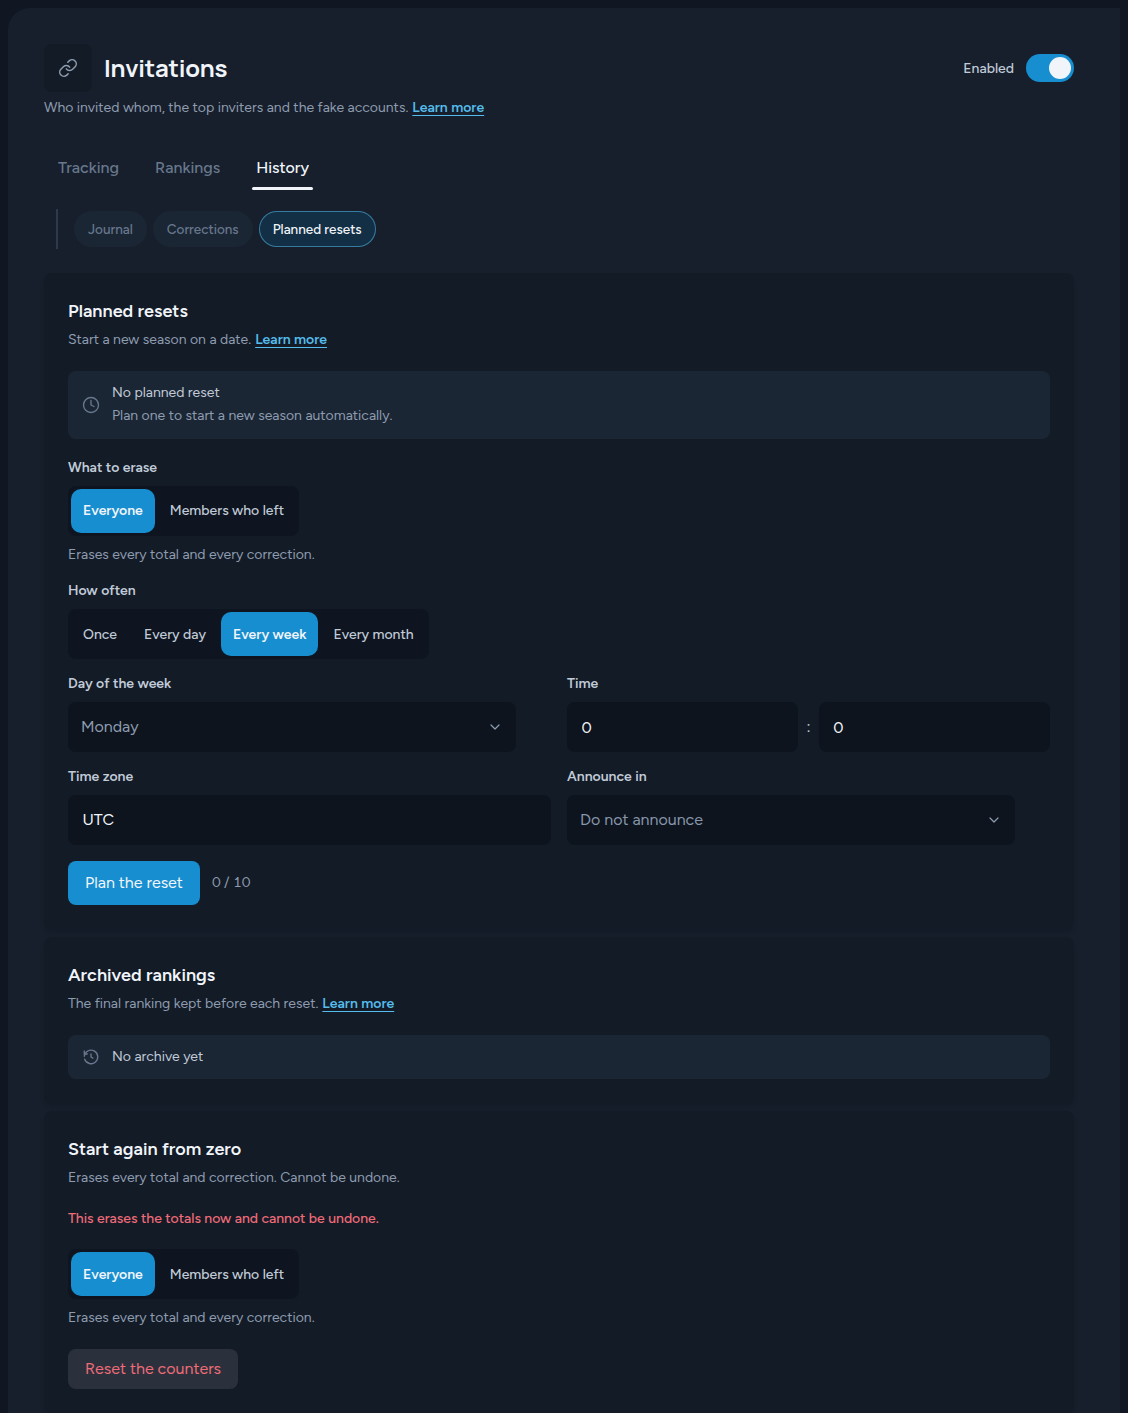 Invitations
Enabled
Who invited whom, the top inviters and the fake accounts. Learn more
Tracking
Rankings
History
Journal
Corrections
Planned resets
Planned resets
Start a new season on a date. Learn more
No planned reset
Plan one to start a new season automatically.
What to erase
Everyone
Members who left
Erases every total and every correction.
How often
Once
Every day
Every week
Every month
Day of the week
Time
Monday
0 : 0
Time zone
Announce in
UTC
Do not announce
Plan the reset
0 / 10
Archived rankings
The final ranking kept before each reset. Learn more
No archive yet
Start again from zero
Erases every total and correction. Cannot be undone.
This erases the totals now and cannot be undone.
Everyone
Members who left
Erases every total and every correction.
Reset the counters